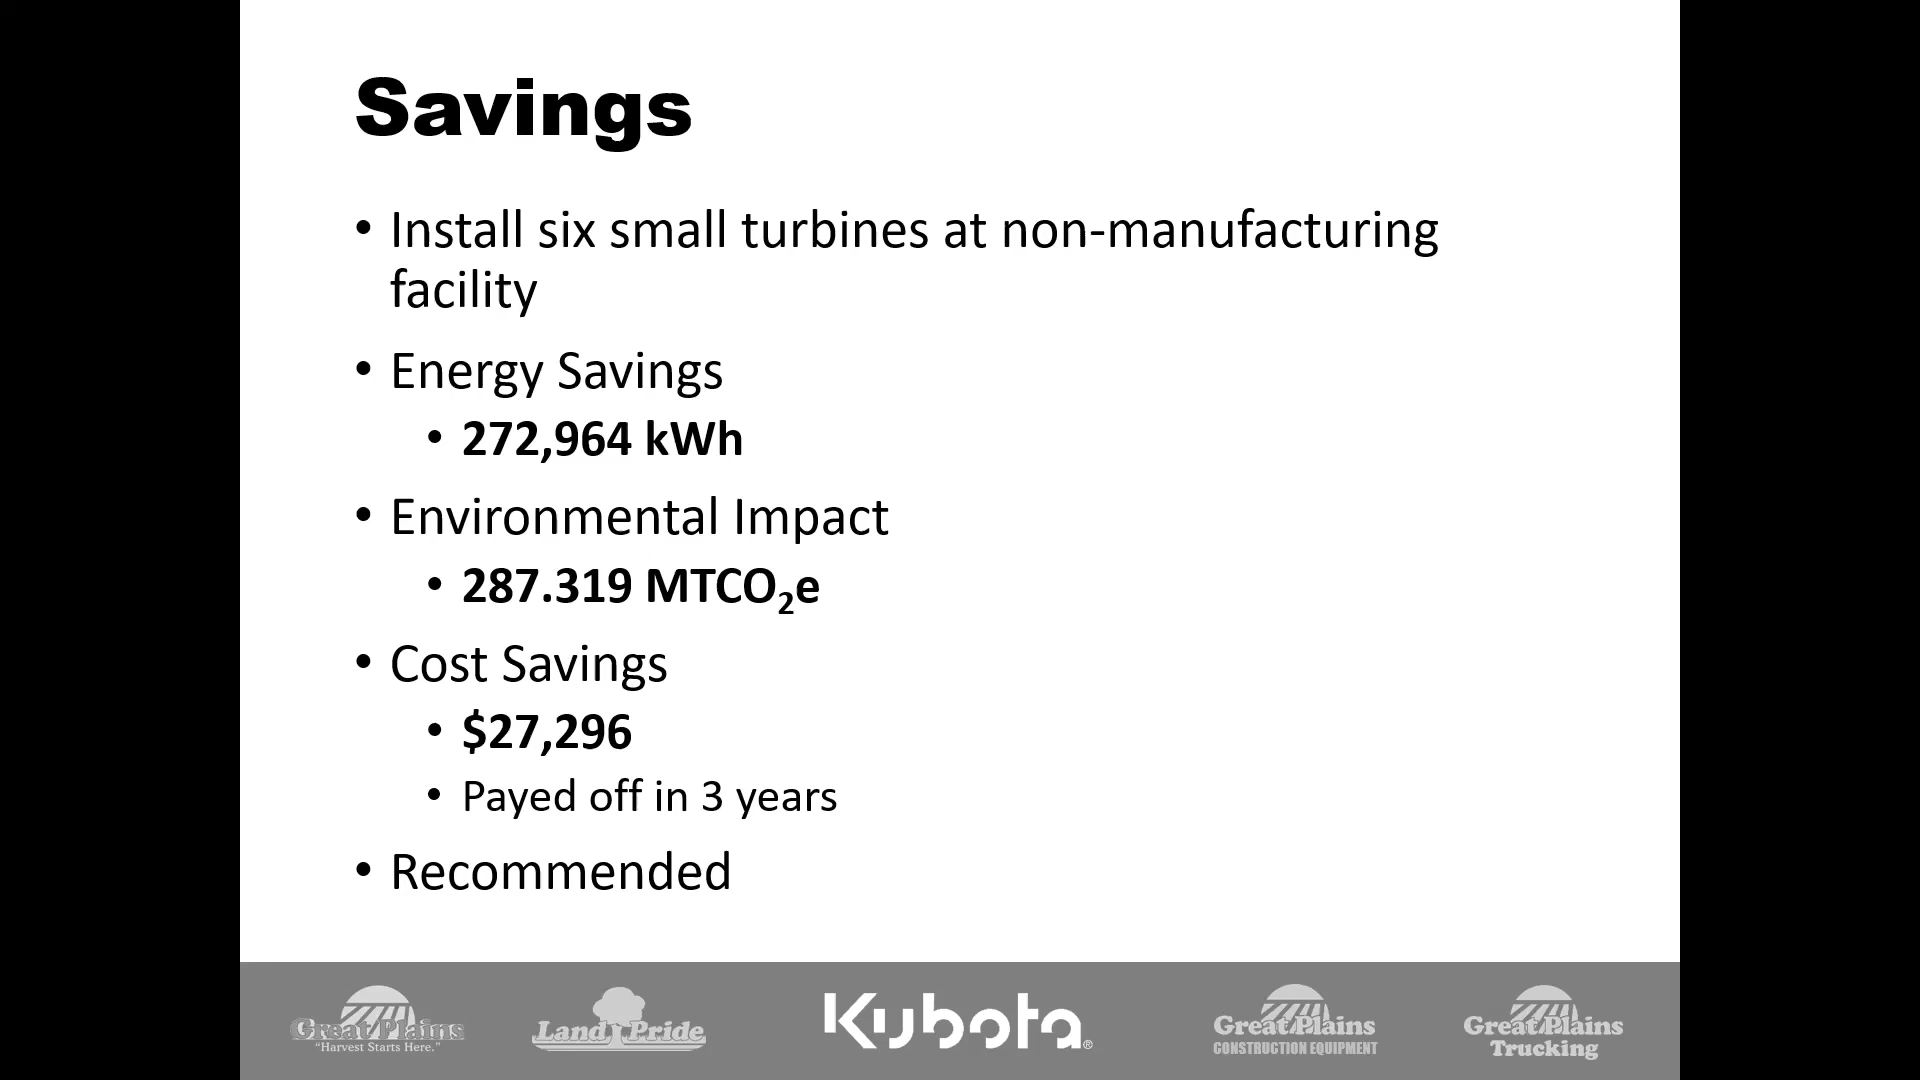 Savings
• Install six small turbines at non-manufacturing
facility
• Energy Savings
• 272,964 kWh
• Environmental Impact
• 287.319 MTCO₂e
• Cost Savings
• $27,296
• Payed off in 3 years
• Recommended
Great Plains
"Harvest Starts Here."
Land Pride
Kubota®
Great Plains
CONSTRUCTION EQUIPMENT
Great Plains
Trucking